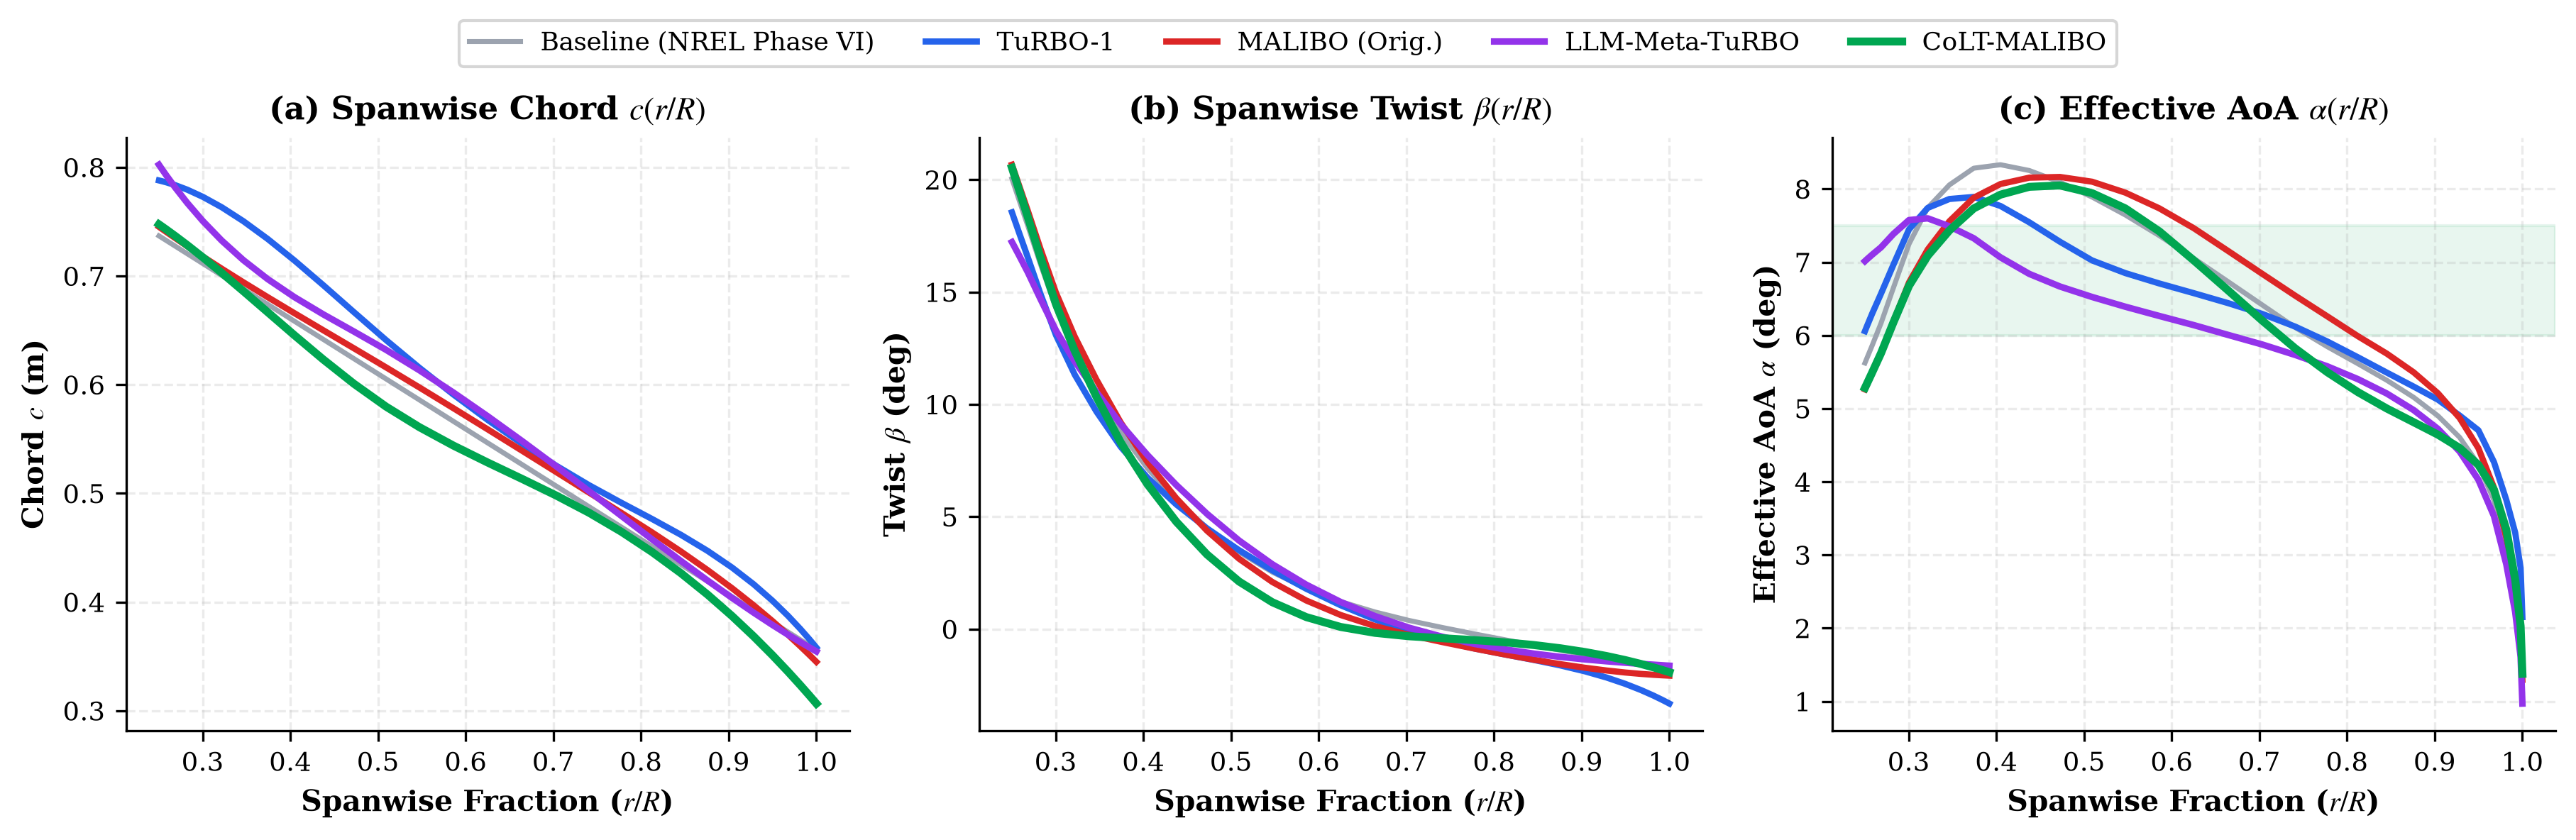 Baseline (NREL Phase VI) TuRBO-1 MALIBO (Orig.) LLM-Meta-TuRBO CoLT-MALIBO
(a) Spanwise Chord c(r/R)
Chord c (m)
0.8
0.7
0.6
0.5
0.4
0.3
0.3 0.4 0.5 0.6 0.7 0.8 0.9 1.0
Spanwise Fraction (r/R)
(b) Spanwise Twist β(r/R)
Twist β (deg)
20
15
10
5
0
0.3 0.4 0.5 0.6 0.7 0.8 0.9 1.0
Spanwise Fraction (r/R)
(c) Effective AoA α(r/R)
Effective AoA α (deg)
8
7
6
5
4
3
2
1
0.3 0.4 0.5 0.6 0.7 0.8 0.9 1.0
Spanwise Fraction (r/R)